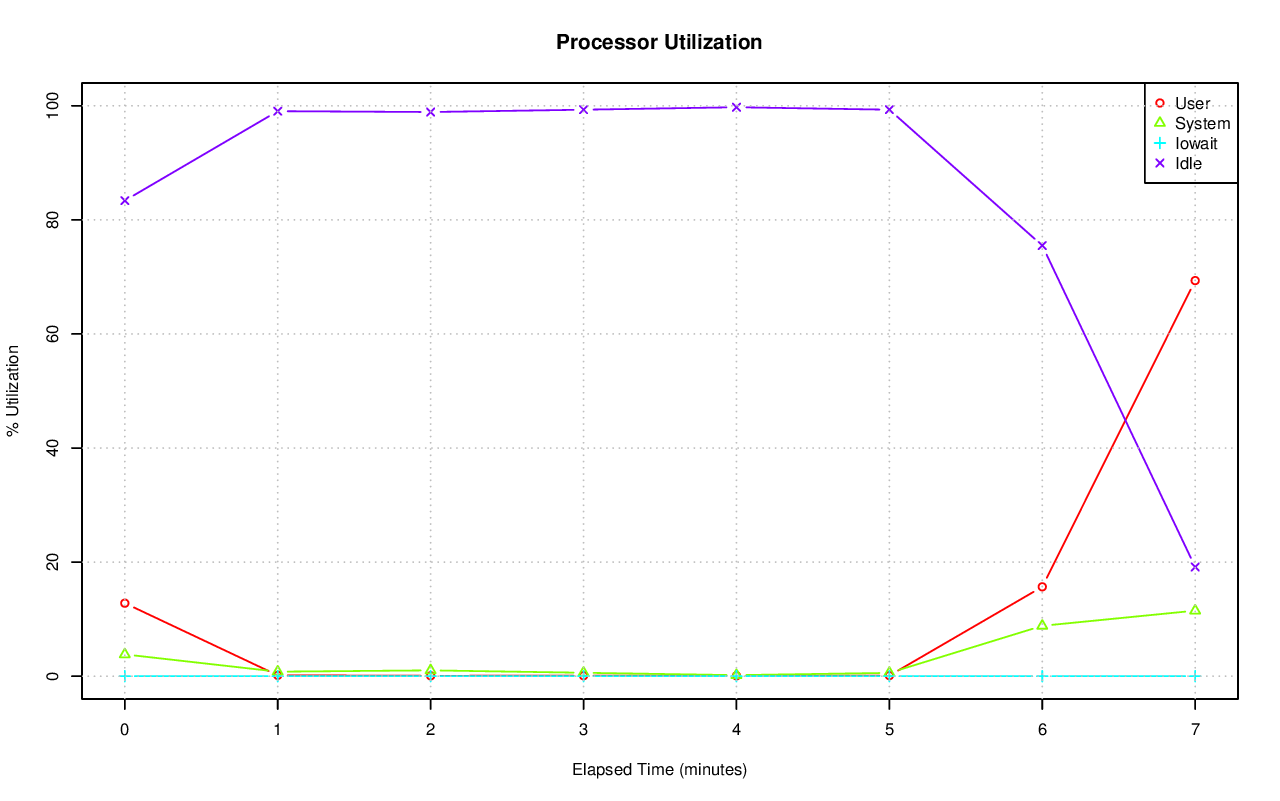 Processor Utilization
100
80
60
40
20
0
% Utilization
User
System
Iowait
Idle
0 1 2 3 4 5 6 7
Elapsed Time (minutes)